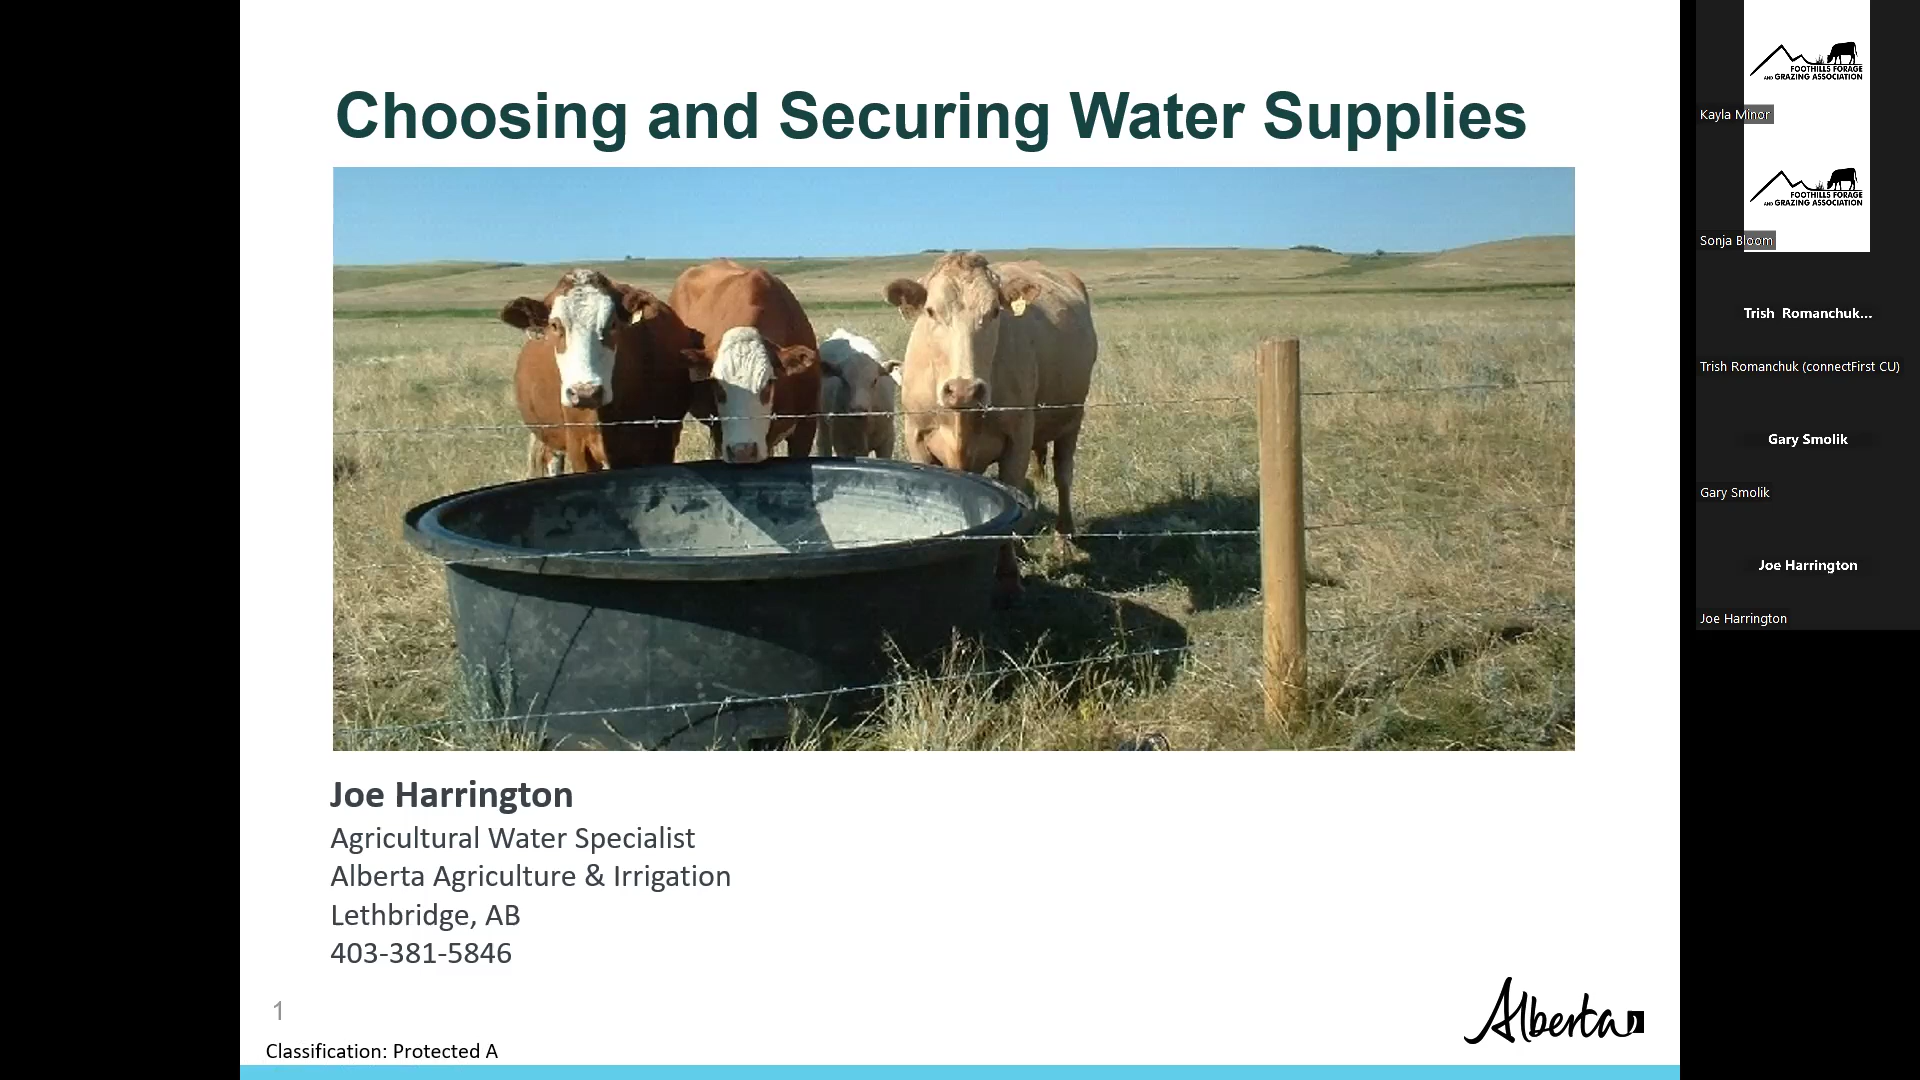 Choosing and Securing Water Supplies
Joe Harrington
Agricultural Water Specialist
Alberta Agriculture & Irrigation
Lethbridge, AB
403-381-5846
1
Classification: Protected A
Alberta
FOOTHILLS FORAGE
AND GRAZING ASSOCIATION
Kayla Minor
FOOTHILLS FORAGE
AND GRAZING ASSOCIATION
Sonja Bloom
Trish Romanchuk...
Trish Romanchuk (connectFirst CU)
Gary Smolik
Gary Smolik
Joe Harrington
Joe Harrington